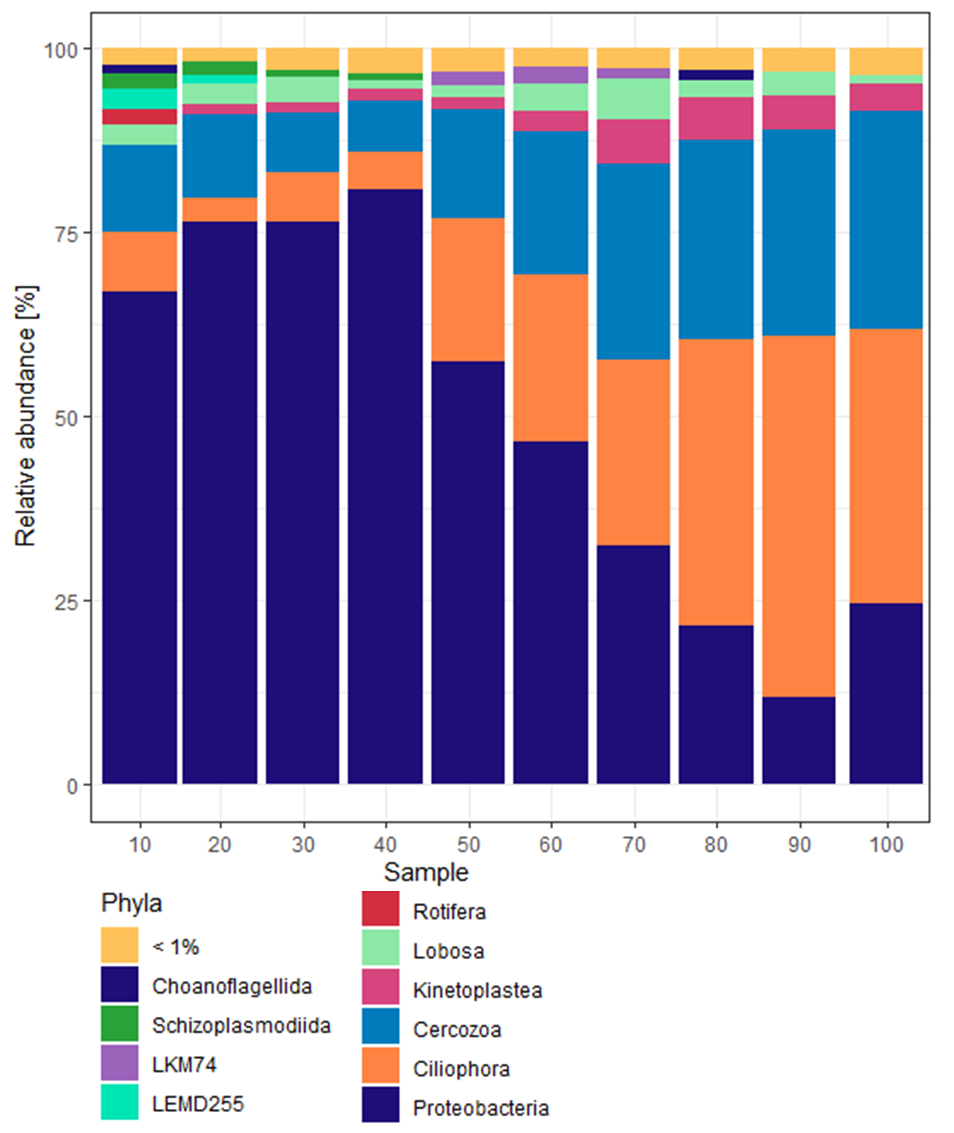 Relative abundance [%]
100
75
50
25
0
10 20 30 40 50 60 70 80 90 100
Sample
Phyla
< 1%
Choanoflagellida
Schizoplasmodiida
LKM74
LEMD255
Rotifera
Lobosa
Kinetoplastea
Cercozoa
Ciliophora
Proteobacteria